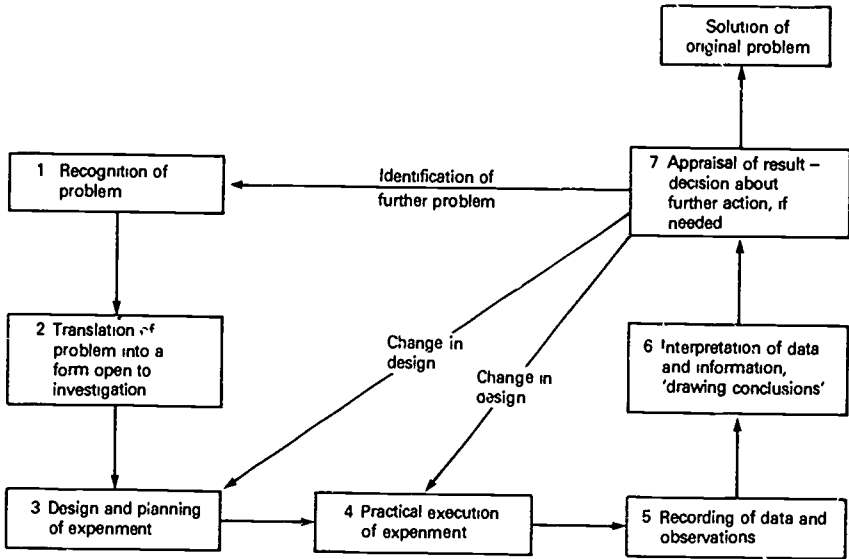 Solution of
original problem
1 Recognition of
problem
Identification of
further problem
7 Appraisal of result –
decision about
further action, if
needed
2 Translation of
problem into a
form open to
investigation
Change in
design
Change in
design
6 Interpretation of data
and information,
'drawing conclusions'
3 Design and planning
of experiment
4 Practical execution
of experiment
5 Recording of data and
observations